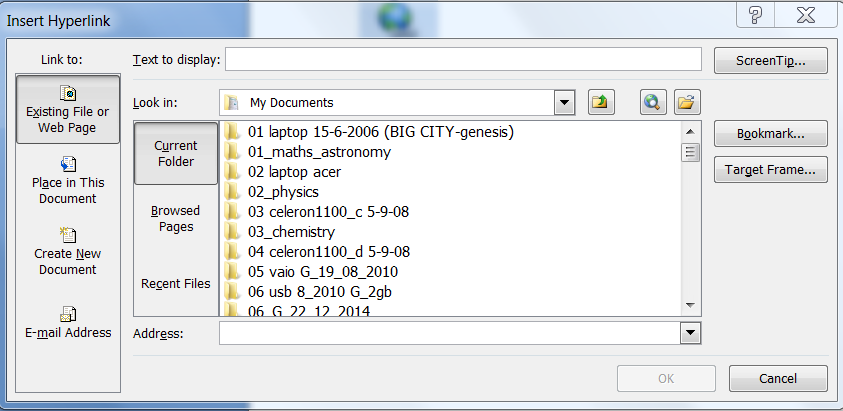 Insert Hyperlink
?
Link to:
Text to display:
ScreenTip...
Existing File or
Web Page
Look in:
My Documents
Place in This
Document
Create New
Document
E-mail Address
Current
Folder
Browsed
Pages
Recent Files
01 laptop 15-6-2006 (BIG CITY-genesis)
01_maths_astronomy
02 laptop acer
02_physics
03 celeron1100_c 5-9-08
03_chemistry
04 celeron1100_d 5-9-08
05 vaio G_19_08_2010
06 usb 8_2010 G_2gb
06_G_22_12_2014
Bookmark...
Target Frame...
Address:
OK
Cancel